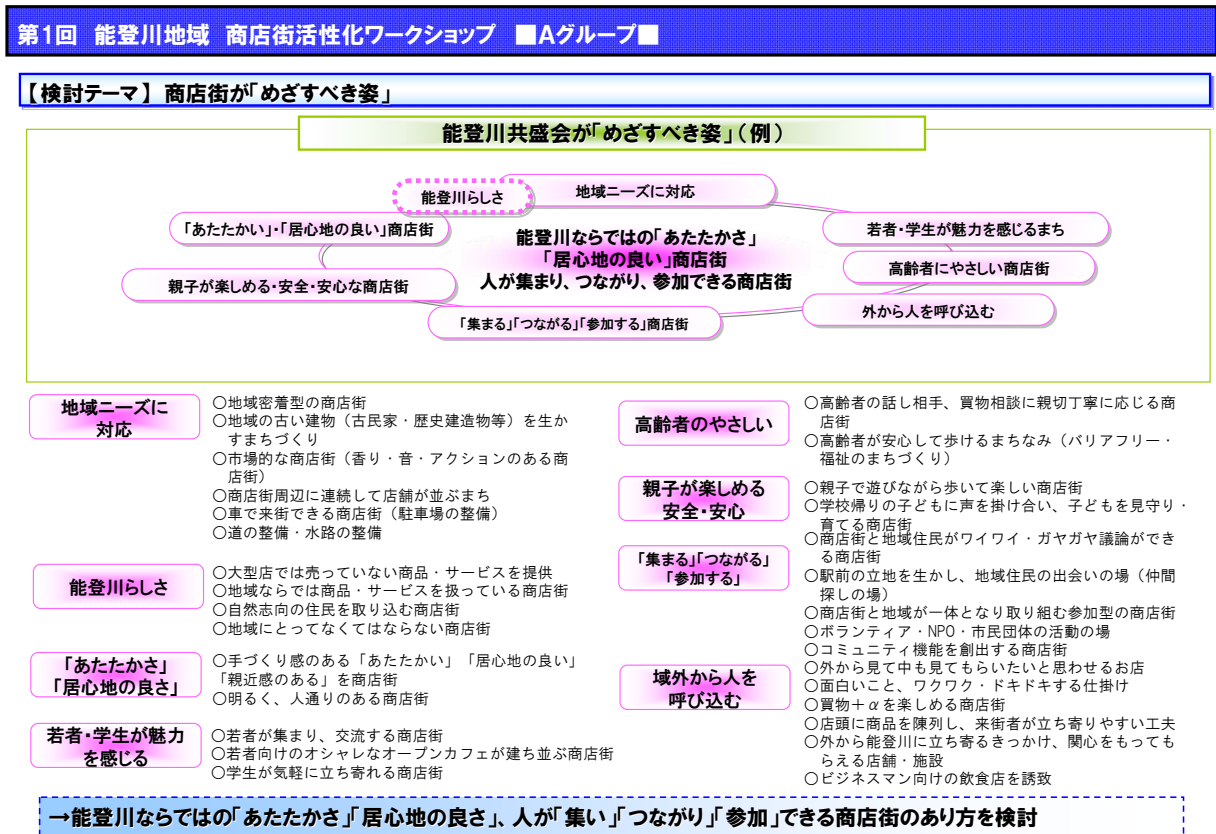 第1回 能登川地域 商店街活性化ワークショップ ■Aグループ■
【検討テーマ】 商店街が「めざすべき姿」
能登川共盛会が「めざすべき姿」(例)
能登川らしさ
地域ニーズに対応
「あたたかい」・「居心地の良い」商店街
若者・学生が魅力を感じるまち
能登川ならではの「あたたかさ」
「居心地の良い」商店街
人が集まり、つながり、参加できる商店街
高齢者にやさしい商店街
親子が楽しめる・安全・安心な商店街
外から人を呼び込む
「集まる」「つながる」「参加する」商店街
地域ニーズに
対応
○地域密着型の商店街
○地域の古い建物（古民家・歴史建造物等）を生か
すまちづくり
○市場的な商店街（香り・音・アクションのある商
店街）
○商店街周辺に連続して店舗が並ぶまち
○車で来街できる商店街（駐車場の整備）
○道の整備・水路の整備
能登川らしさ
○大型店では売っていない商品・サービスを提供
○地域ならでは商品・サービスを扱っている商店街
○自然志向の住民を取り込む商店街
○地域にとってなくてはならない商店街
「あたたかさ」
「居心地の良さ」
○手づくり感のある「あたたかい」「居心地の良い」
「親近感のある」を商店街
○明るく、人通りのある商店街
若者・学生が魅力
を感じる
○若者が集まり、交流する商店街
○若者向けのオシャレなオープンカフェが建ち並ぶ商店街
○学生が気軽に立ち寄れる商店街
高齢者のやさしい
○高齢者の話し相手、買物相談に親切丁寧に応じる商
店街
○高齢者が安心して歩けるまちなみ（バリアフリー・
福祉のまちづくり）
親子が楽しめる
安全・安心
○親子で遊びながら歩いて楽しい商店街
○学校帰りの子どもに声を掛け合い、子どもを見守り・
育てる商店街
「集まる」「つながる」
「参加する」
○商店街と地域住民がワイワイ・ガヤガヤ議論ができ
る商店街
○駅前の立地を生かし、地域住民の出会いの場（仲間
探しの場）
○商店街と地域が一体となり取り組む参加型の商店街
○ボランティア・NPO・市民団体の活動の場
○コミュニティ機能を創出する商店街
域外から人を
呼び込む
○外から見て中も見てもらいたいと思わせるお店
○面白いこと、ワクワク・ドキドキする仕掛け
○買物＋αを楽しめる商店街
○店頭に商品を陳列し、来街者が立ち寄りやすい工夫
○外から能登川に立ち寄るきっかけ、関心をもっても
らえる店舗・施設
○ビジネスマン向けの飲食店を誘致
→能登川ならではの「あたたかさ」「居心地の良さ」、人が「集い」「つながり」「参加」できる商店街のあり方を検討